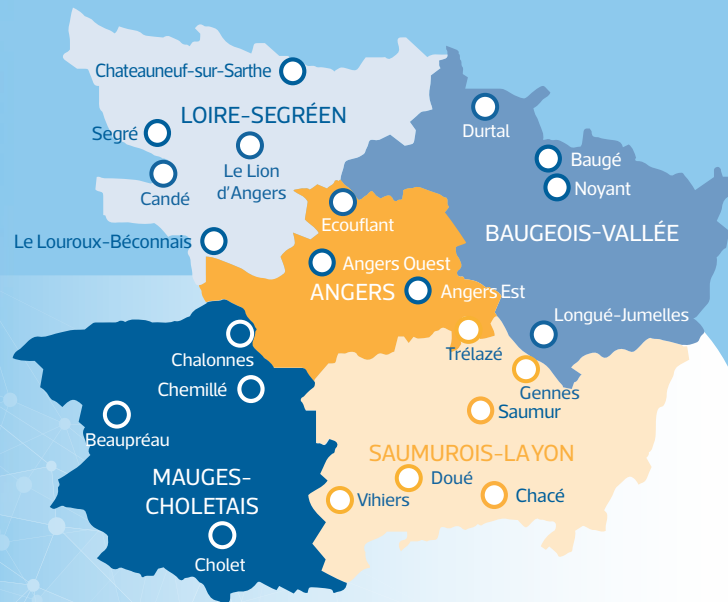 Chateauneuf-sur-Sarthe
LOIRE-SEGRÉEN
Segré
Le Lion
d'Angers
Candé
Le Louroux-Béconnais
Durtal
Baugé
Noyant
BAUGEOIS-VALLÉE
Longué-Jumelles
Ecouflant
Angers Ouest
ANGERS
Angers Est
Trélazé
Chalonnes
Chemillé
Beaupréau
MAUGES-
CHOLETAIS
Cholet
Gennes
Saumur
SAUMUROIS-LAYON
Doué
Vihiers
Chacé